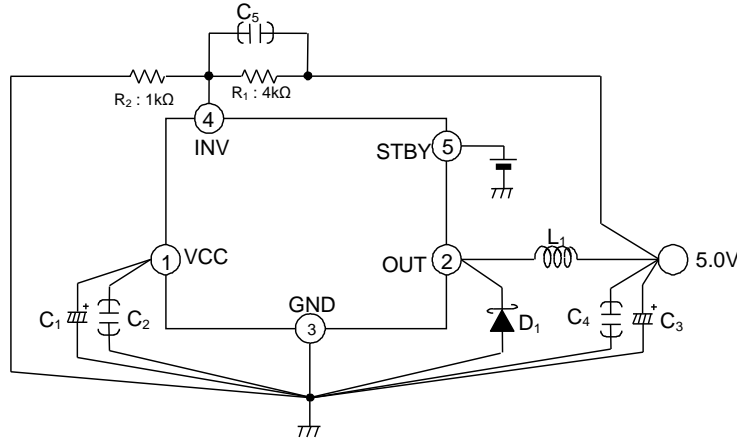 C5
R2 : 1kΩ
R1 : 4kΩ
4
INV
STBY
5
1
VCC
OUT
2
L1
5.0V
GND
3
C1
+
C2
D1
C4
+
C3